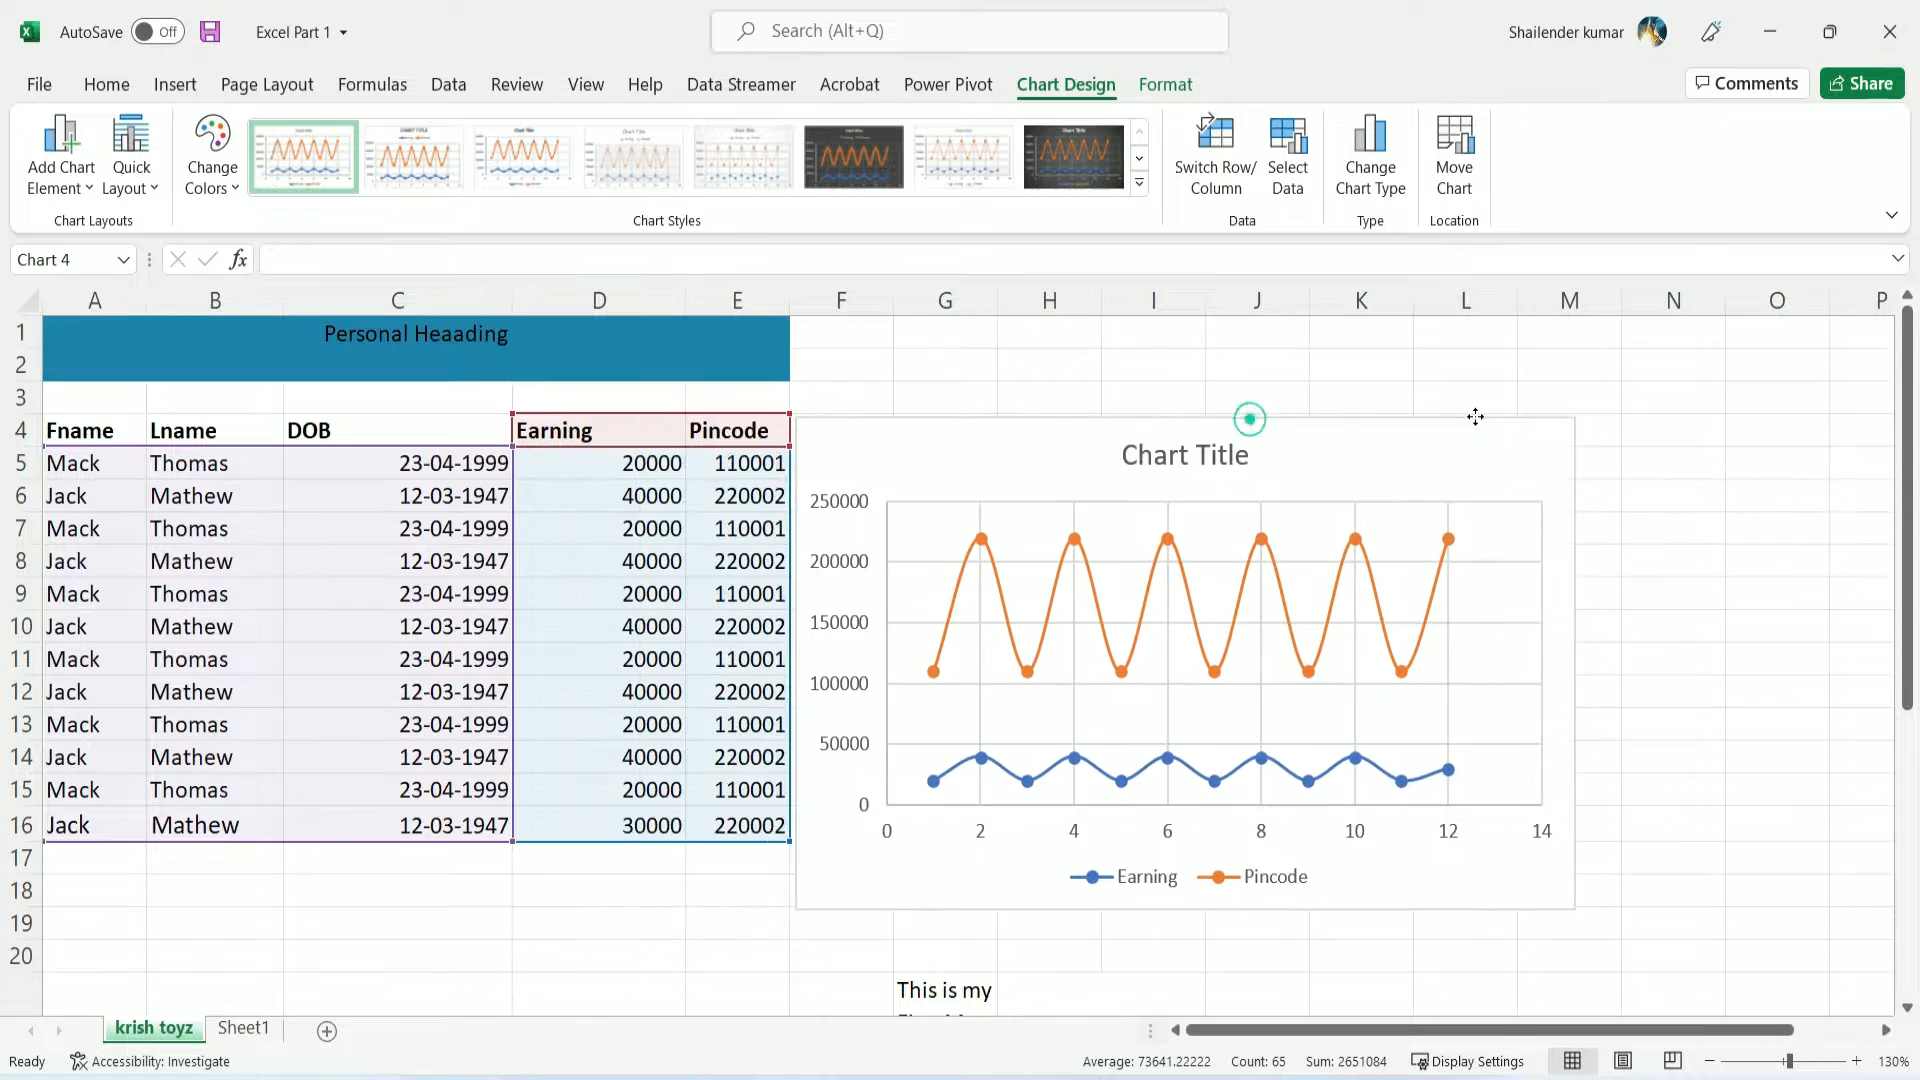 AutoSave Off Excel Part 1 Search (Alt+Q) Shailender kumar
File Home Insert Page Layout Formulas Data Review View Help Data Streamer Acrobat Power Pivot Chart Design Format Comments Share
Add Chart Element Quick Layout Change Colors Switch Row/ Column Select Data Change Chart Type Move Chart
Chart Layouts Chart Styles Data Type Location
Chart 4 fx
A B C D E F G H I J K L M N O P
1 Personal Heaading
2
3
4 Fname Lname DOB Earning Pincode
5 Mack Thomas 23-04-1999 20000 110001
6 Jack Mathew 12-03-1947 40000 220002
7 Mack Thomas 23-04-1999 20000 110001
8 Jack Mathew 12-03-1947 40000 220002
9 Mack Thomas 23-04-1999 20000 110001
10 Jack Mathew 12-03-1947 40000 220002
11 Mack Thomas 23-04-1999 20000 110001
12 Jack Mathew 12-03-1947 40000 220002
13 Mack Thomas 23-04-1999 20000 110001
14 Jack Mathew 12-03-1947 40000 220002
15 Mack Thomas 23-04-1999 20000 110001
16 Jack Mathew 12-03-1947 30000 220002
17
18
19
20
Chart Title
250000
200000
150000
100000
50000
0
0 2 4 6 8 10 12 14
Earning Pincode
This is my
krish toyz Sheet1
Ready Accessibility: Investigate Average: 73641.22222 Count: 65 Sum: 2651084 Display Settings 130%